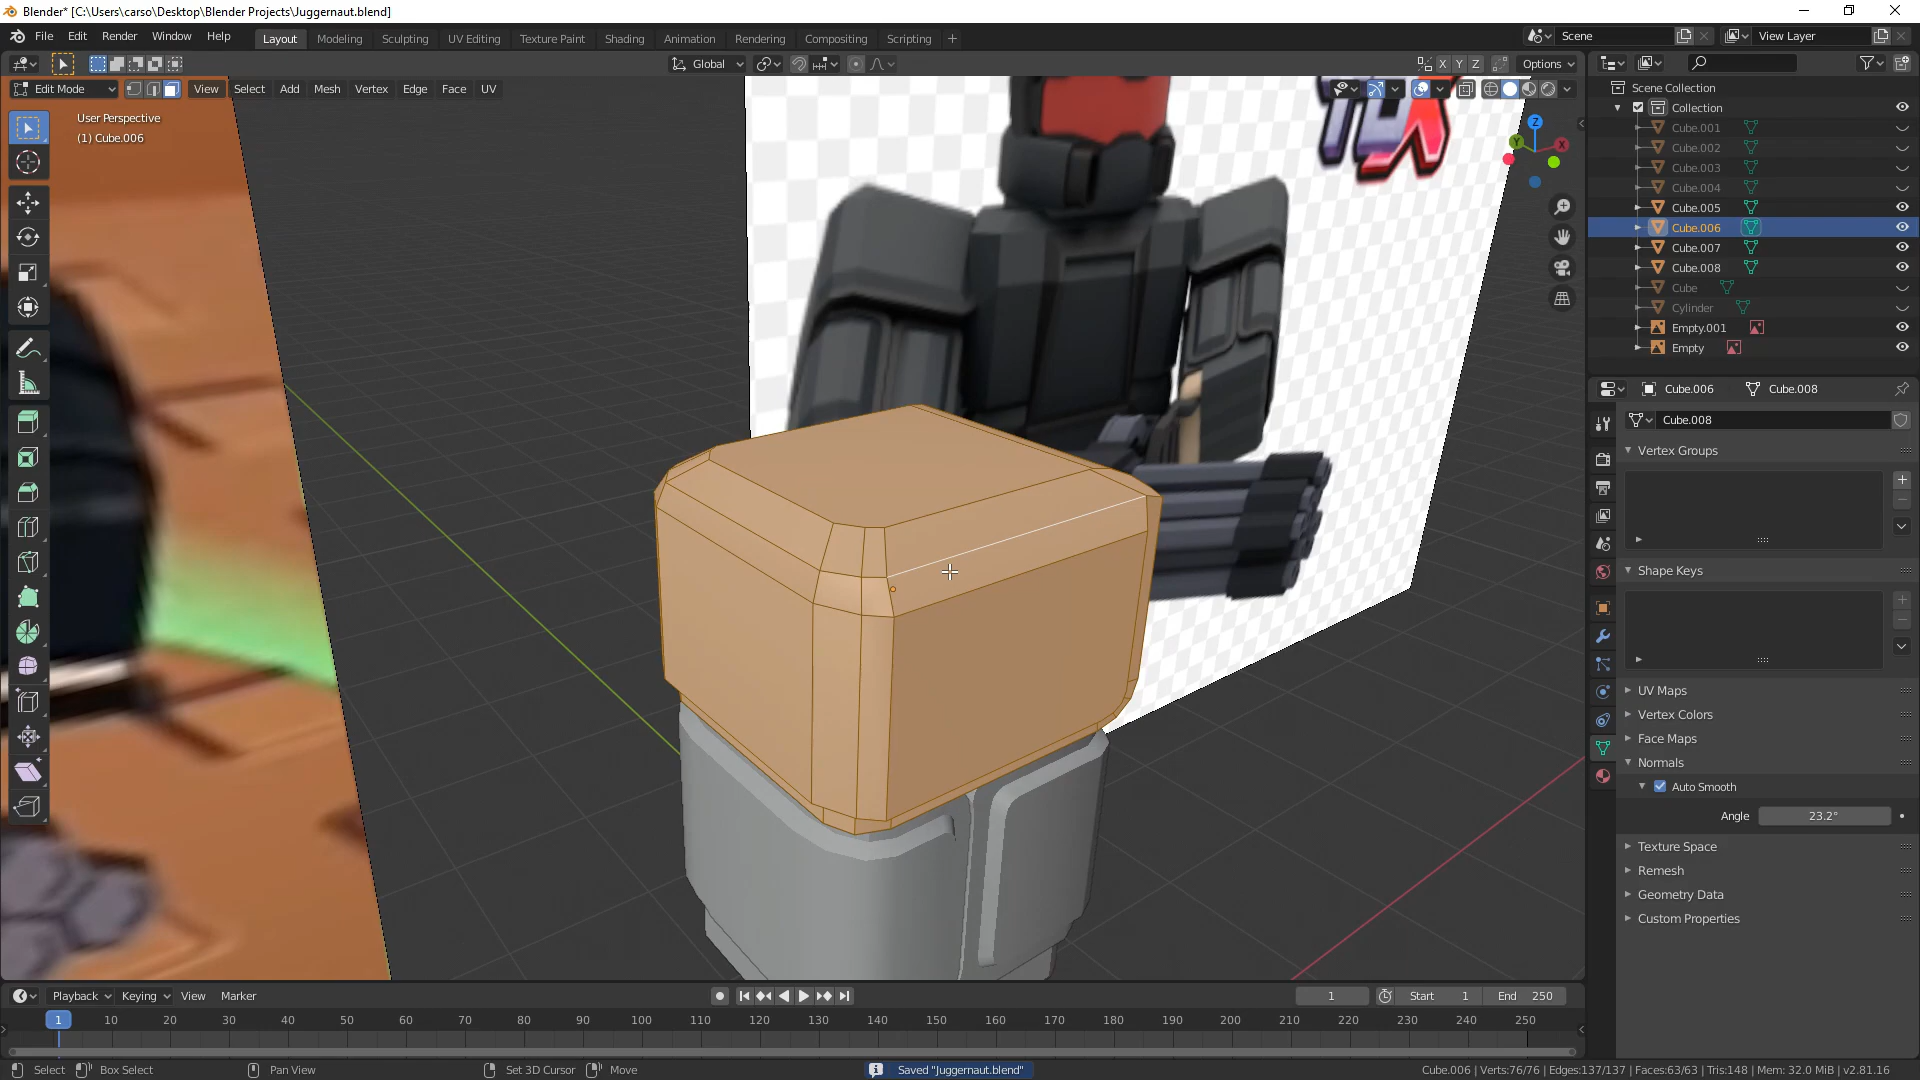 Blender* [C:\Users\carso\Desktop\Blender Projects\Juggernaut.blend]
File Edit Render Window Help
Layout Modeling Sculpting UV Editing Texture Paint Shading Animation Rendering Compositing Scripting +
Scene
View Layer
Global
X Y Z
Options
Edit Mode
View Select Add Mesh Vertex Edge Face UV
User Perspective
(1) Cube.006
Z
Y
X
Scene Collection
Collection
Cube.001
Cube.002
Cube.003
Cube.004
Cube.005
Cube.006
Cube.007
Cube.008
Cube
Cylinder
Empty.001
Empty
Cube.006 Cube.008
Cube.008
Vertex Groups
Shape Keys
UV Maps
Vertex Colors
Face Maps
Normals
Auto Smooth
Angle 23.2°
Texture Space
Remesh
Geometry Data
Custom Properties
Playback Keying View Marker
1 Start 1 End 250
1 10 20 30 40 50 60 70 80 90 100 110 120 130 140 150 160 170 180 190 200 210 220 230 240 250
Select Box Select Pan View Set 3D Cursor Move Saved "Juggernaut.blend" Cube.006 | Verts:76/76 | Edges:137/137 | Faces:63/63 | Tris:148 | Mem: 32.0 MiB | v2.81.16